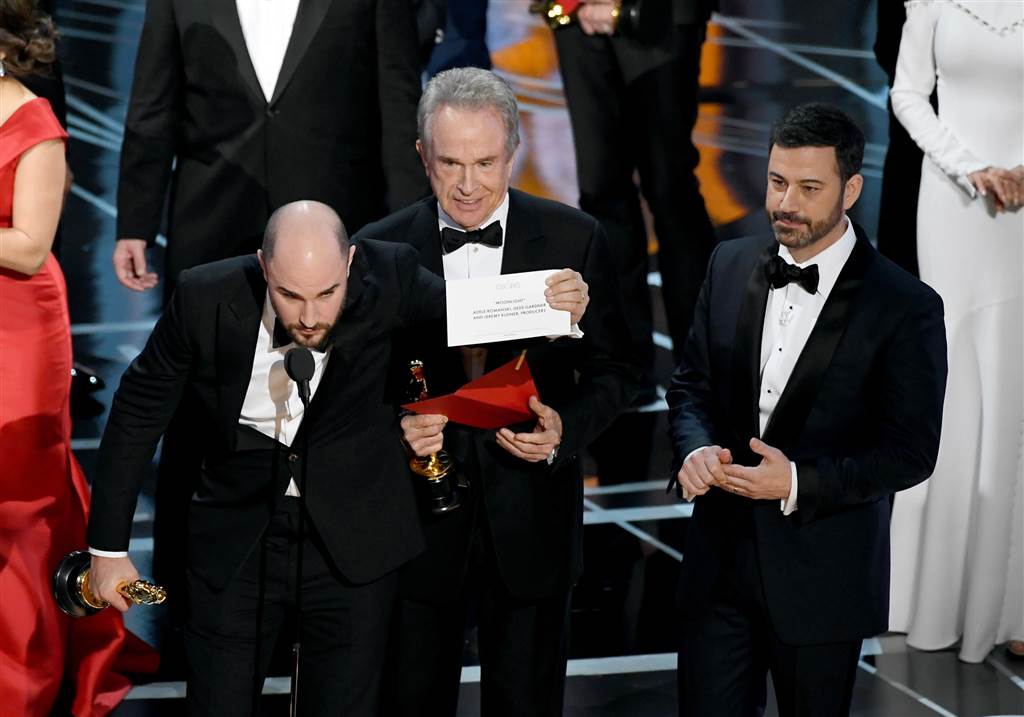 OSCARS
"MOONLIGHT"
ADELE ROMANSKI, DEDE GARDNER
AND JEREMY KLEINER, PRODUCERS